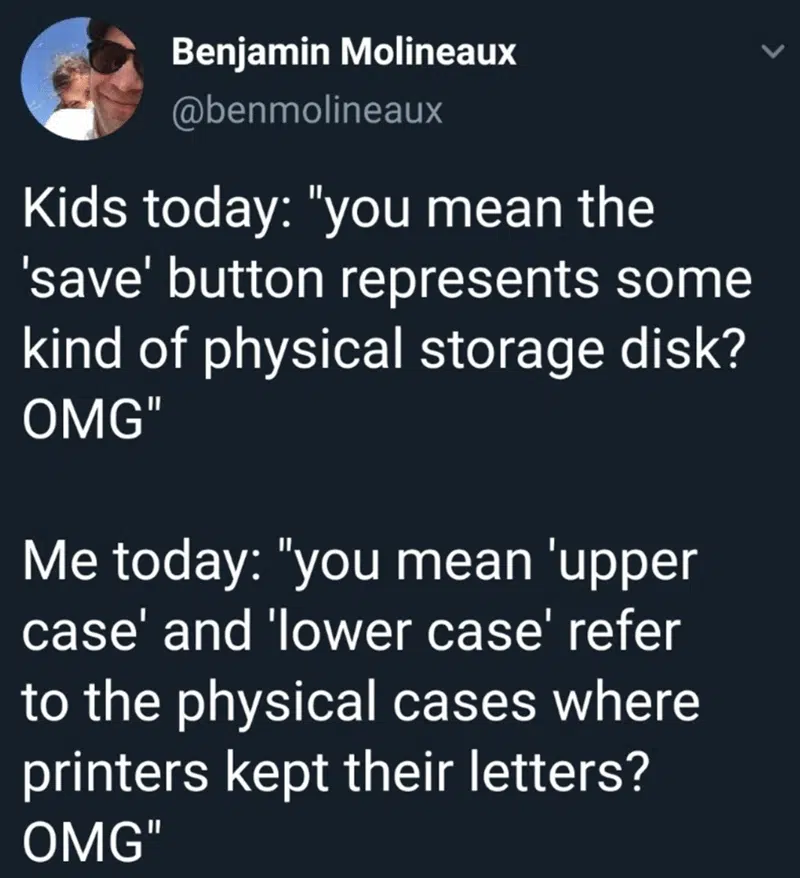 Benjamin Molineaux
@benmolineaux
Kids today: "you mean the
'save' button represents some
kind of physical storage disk?
OMG"
Me today: "you mean 'upper
case' and 'lower case' refer
to the physical cases where
printers kept their letters?
OMG"